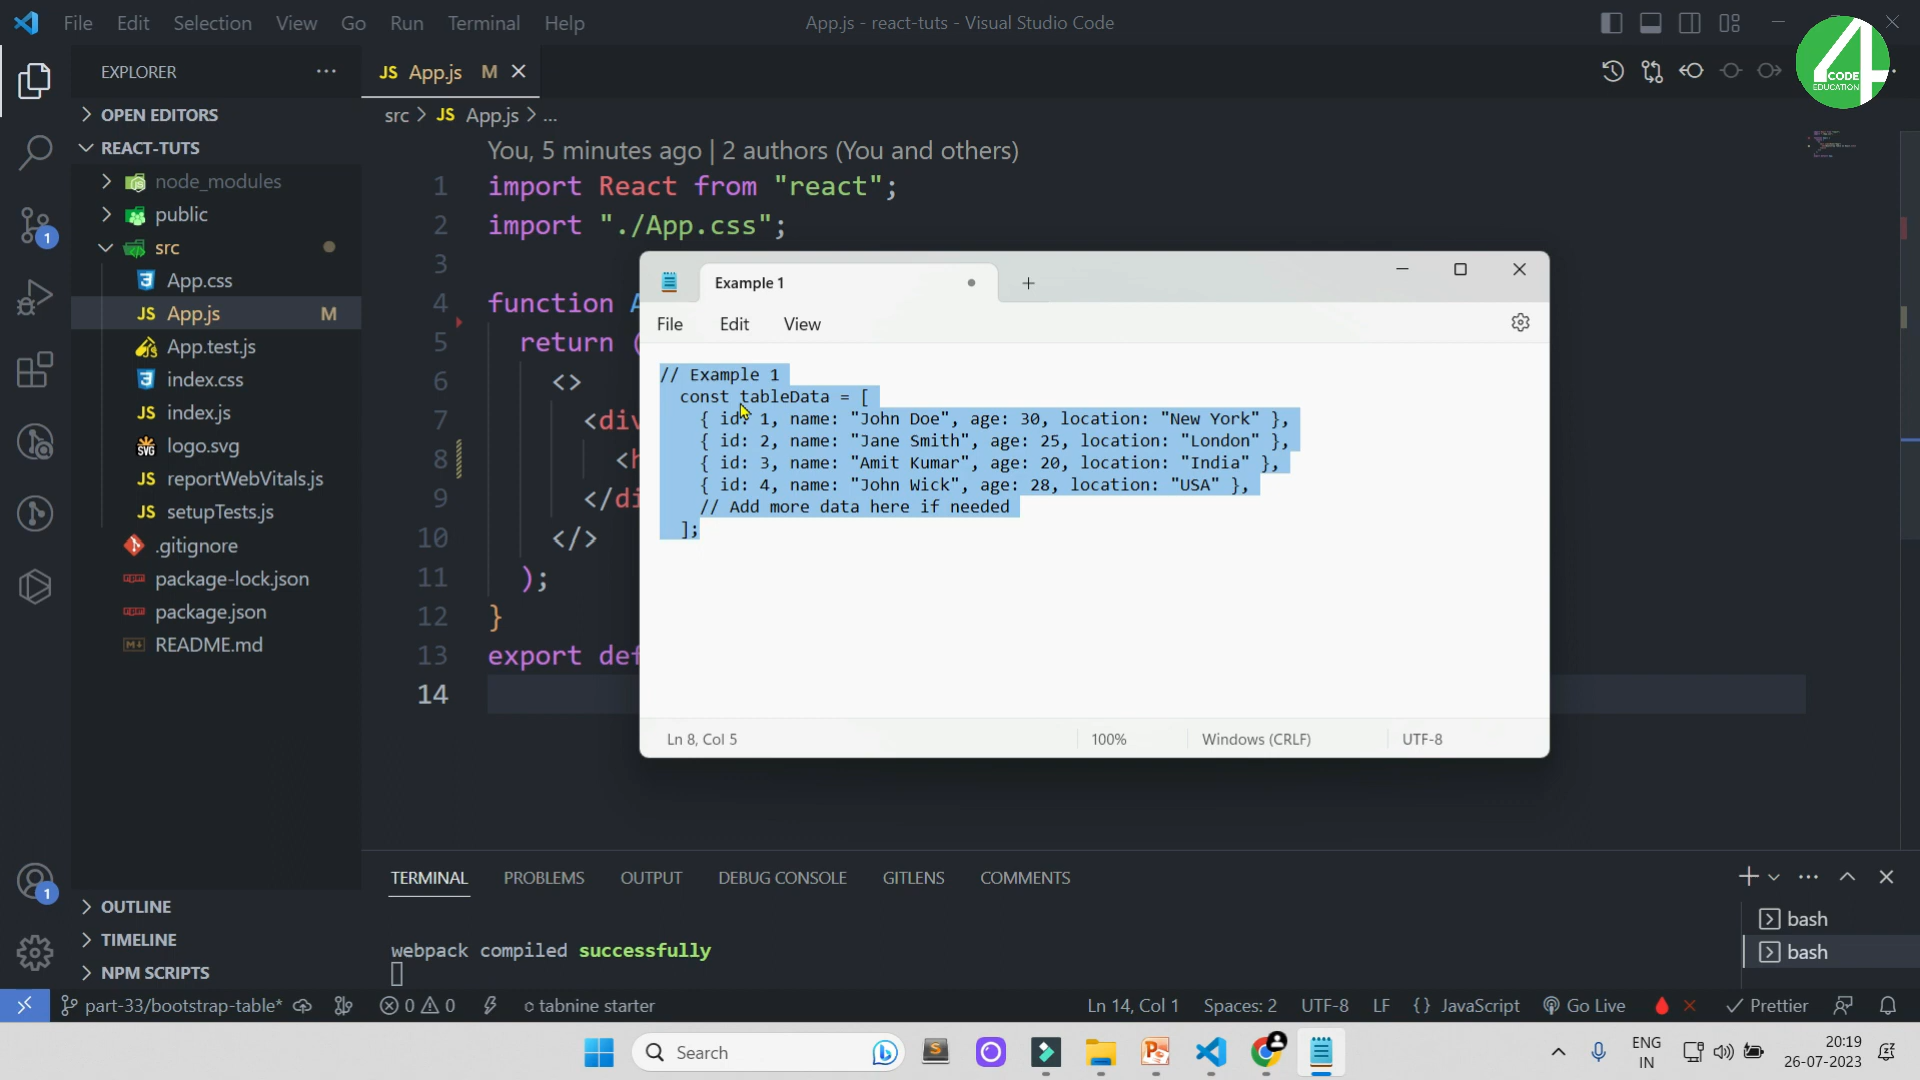 File Edit Selection View Go Run Terminal Help
App.js - react-tuts - Visual Studio Code
4 CODE EDUCATION
EXPLORER ...
JS App.js M
OPEN EDITORS
src > JS App.js > ...
REACT-TUTS
node_modules
public
src
App.css
JS App.js M
App.test.js
index.css
JS index.js
logo.svg
JS reportWebVitals.js
JS setupTests.js
.gitignore
package-lock.json
package.json
README.md
OUTLINE
TIMELINE
NPM SCRIPTS
1
1
You, 5 minutes ago | 2 authors (You and others)
1 import React from "react";
2 import "./App.css";
3
4 function
5 return (
6 <>
7 <div
8 <h
9 </di
10 </>
11 );
12 }
13 export def
14
Example 1
File Edit View
// Example 1
const tableData = [
{ id: 1, name: "John Doe", age: 30, location: "New York" },
{ id: 2, name: "Jane Smith", age: 25, location: "London" },
{ id: 3, name: "Amit Kumar", age: 20, location: "India" },
{ id: 4, name: "John Wick", age: 28, location: "USA" },
// Add more data here if needed
];
Ln 8, Col 5 100% Windows (CRLF) UTF-8
TERMINAL PROBLEMS OUTPUT DEBUG CONSOLE GITLENS COMMENTS
webpack compiled successfully
bash
bash
part-33/bootstrap-table* 0 0 tabnine starter Ln 14, Col 1 Spaces: 2 UTF-8 LF {} JavaScript Go Live Prettier
Search
ENG
IN
20:19
26-07-2023